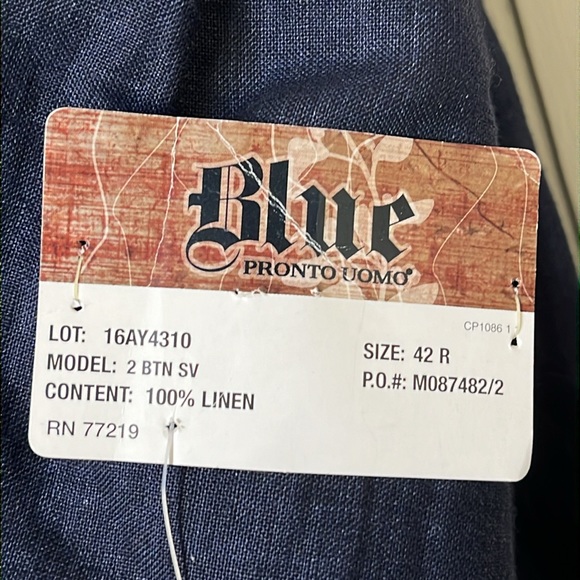 Blue
PRONTO UOMO®
CP1086 1
LOT: 16AY4310
SIZE: 42 R
MODEL: 2 BTN SV
P.O.#: M087482/2
CONTENT: 100% LINEN
RN 77219